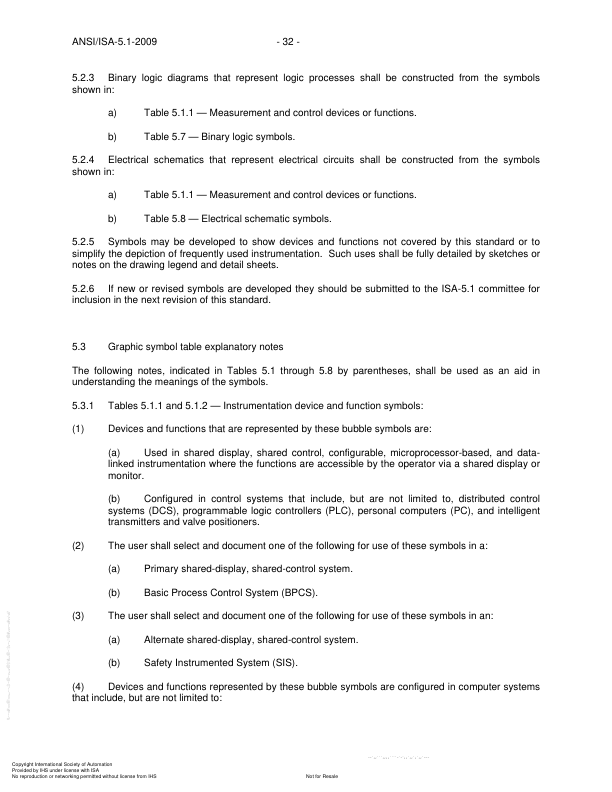 ANSI/ISA-5.1-2009 - 32 -
5.2.3 Binary logic diagrams that represent logic processes shall be constructed from the symbols
shown in:
a) Table 5.1.1 — Measurement and control devices or functions.
b) Table 5.7 — Binary logic symbols.
5.2.4 Electrical schematics that represent electrical circuits shall be constructed from the symbols
shown in:
a) Table 5.1.1 — Measurement and control devices or functions.
b) Table 5.8 — Electrical schematic symbols.
5.2.5 Symbols may be developed to show devices and functions not covered by this standard or to
simplify the depiction of frequently used instrumentation. Such uses shall be fully detailed by sketches or
notes on the drawing legend and detail sheets.
5.2.6 If new or revised symbols are developed they should be submitted to the ISA-5.1 committee for
inclusion in the next revision of this standard.
5.3 Graphic symbol table explanatory notes
The following notes, indicated in Tables 5.1 through 5.8 by parentheses, shall be used as an aid in
understanding the meanings of the symbols.
5.3.1 Tables 5.1.1 and 5.1.2 — Instrumentation device and function symbols:
(1) Devices and functions that are represented by these bubble symbols are:
(a) Used in shared display, shared control, configurable, microprocessor-based, and data-
linked instrumentation where the functions are accessible by the operator via a shared display or
monitor.
(b) Configured in control systems that include, but are not limited to, distributed control
systems (DCS), programmable logic controllers (PLC), personal computers (PC), and intelligent
transmitters and valve positioners.
(2) The user shall select and document one of the following for use of these symbols in a:
(a) Primary shared-display, shared-control system.
(b) Basic Process Control System (BPCS).
(3) The user shall select and document one of the following for use of these symbols in an:
(a) Alternate shared-display, shared-control system.
(b) Safety Instrumented System (SIS).
(4) Devices and functions represented by these bubble symbols are configured in computer systems
that include, but are not limited to:
Copyright International Society of Automation
Provided by IHS under license with ISA
No reproduction or networking permitted without license from IHS Not for Resale